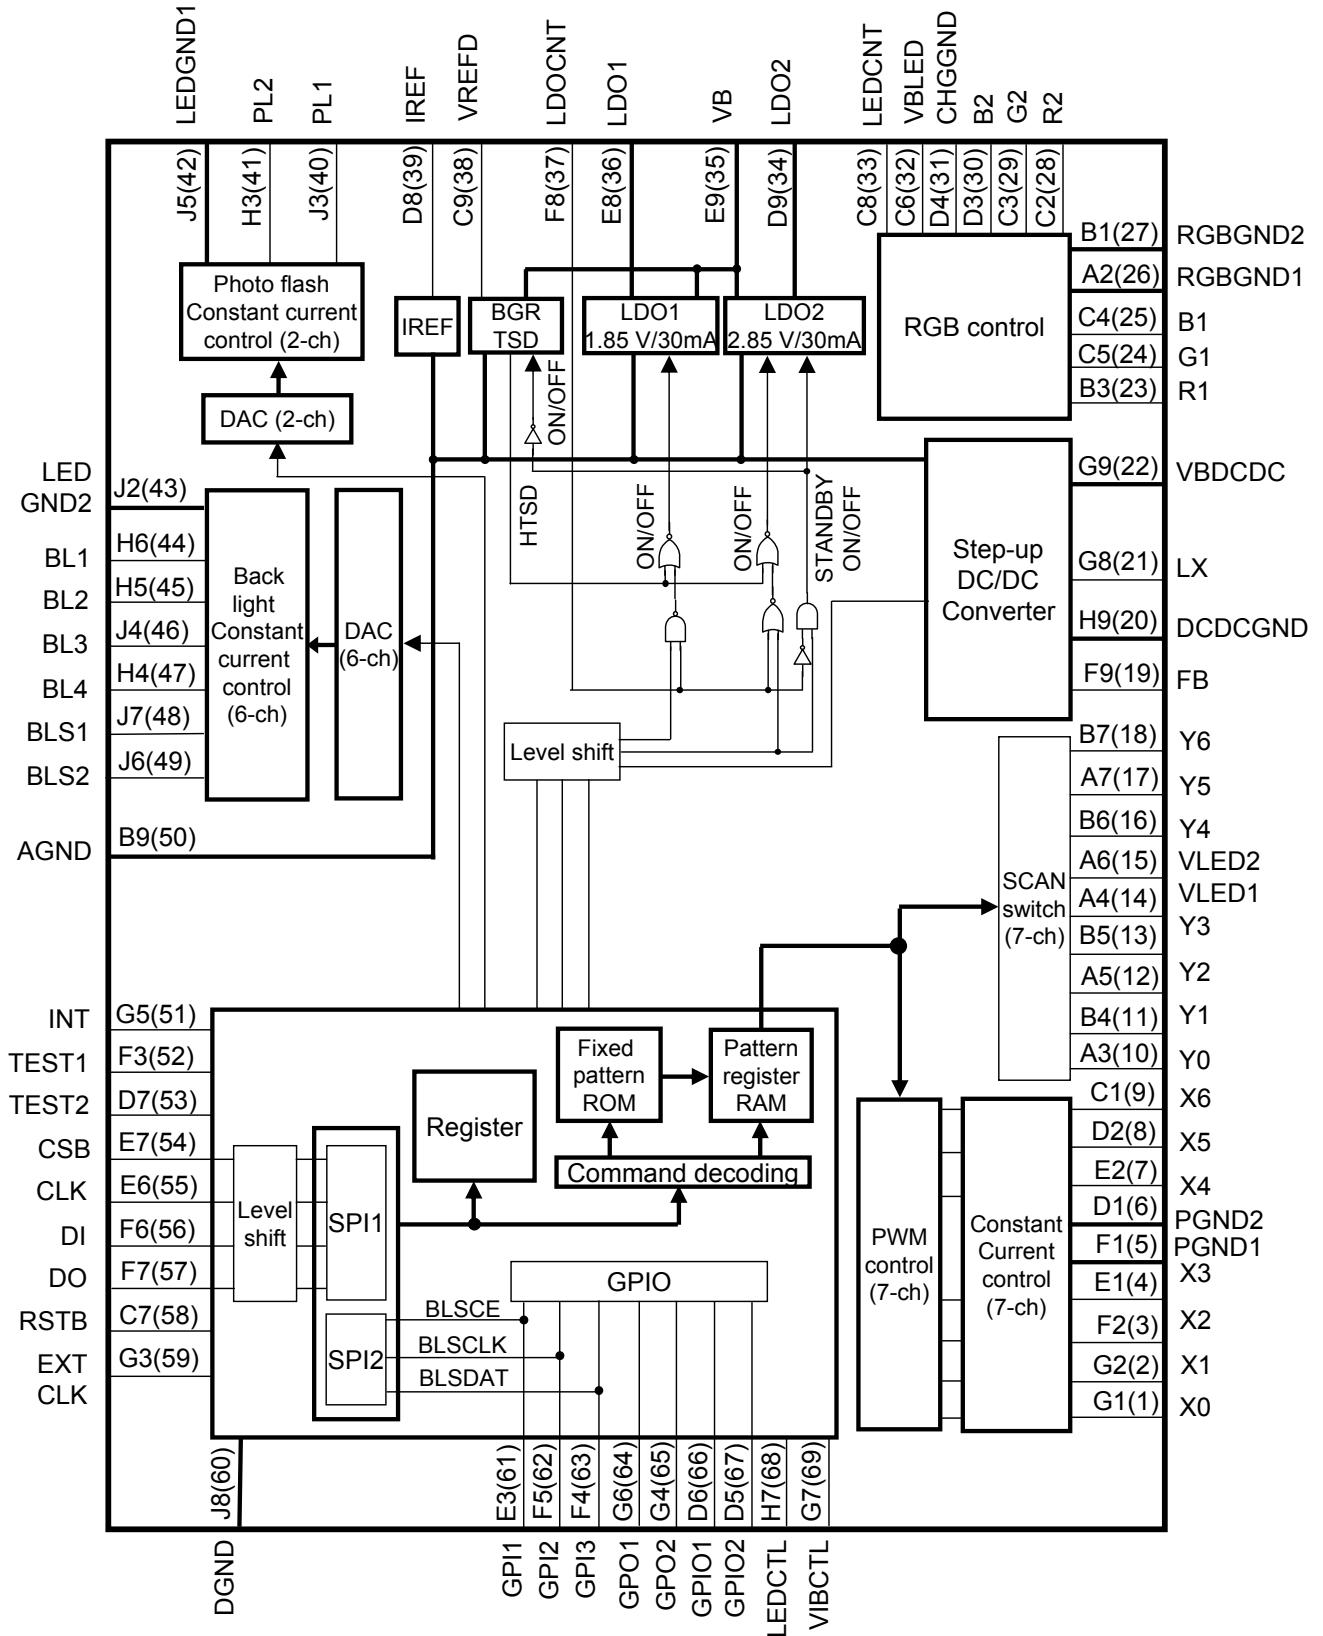 LEDGND1
PL2
PL1
IREF
VREFD
LDOCNT
LDO1
VB
LDO2
LEDCNT
VBLED
CHGGND
B2
G2
R2
J5(42)
H3(41)
J3(40)
D8(39)
C9(38)
F8(37)
E8(36)
E9(35)
D9(34)
C8(33)
C6(32)
D4(31)
D3(30)
C3(29)
C2(28)
Photo flash
Constant current
control (2-ch)
DAC (2-ch)
IREF
BGR
TSD
LDO1
1.85 V/30mA
LDO2
2.85 V/30mA
RGB control
B1(27) RGBGND2
A2(26) RGBGND1
C4(25) B1
C5(24) G1
B3(23) R1
ON/OFF
HTSD
ON/OFF
ON/OFF
STANDBY
ON/OFF
Step-up
DC/DC
Converter
G9(22) VBDCDC
G8(21) LX
H9(20) DCDCGND
F9(19) FB
LED
GND2
J2(43)
BL1 H6(44)
BL2 H5(45)
BL3 J4(46)
BL4 H4(47)
BLS1 J7(48)
BLS2 J6(49)
AGND B9(50)
Back
light
Constant
current
control
(6-ch)
DAC
(6-ch)
Level shift
SCAN
switch
(7-ch)
B7(18) Y6
A7(17) Y5
B6(16) Y4
A6(15) VLED2
A4(14) VLED1
B5(13) Y3
A5(12) Y2
B4(11) Y1
A3(10) Y0
C1(9) X6
D2(8) X5
E2(7) X4
D1(6) PGND2
F1(5) PGND1
E1(4) X3
F2(3) X2
G2(2) X1
G1(1) X0
PWM
control
(7-ch)
Constant
Current
control
(7-ch)
INT G5(51)
TEST1 F3(52)
TEST2 D7(53)
CSB E7(54)
CLK E6(55)
DI F6(56)
DO F7(57)
RSTB C7(58)
EXT
CLK
G3(59)
Level
shift
SPI1
SPI2
Register
Fixed
pattern
ROM
Pattern
register
RAM
Command decoding
GPIO
BLSCE
BLSCLK
BLSDAT
J8(60)
E3(61)
F5(62)
F4(63)
G6(64)
G4(65)
D6(66)
D5(67)
H7(68)
G7(69)
DGND
GPI1
GPI2
GPI3
GPO1
GPO2
GPIO1
GPIO2
LEDCTL
VIBCTL